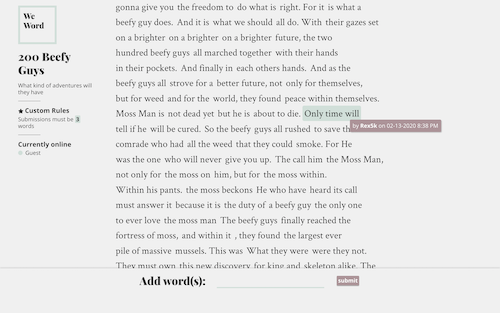 We
Word
200 Beefy
Guys
What kind of adventures will
they have
★ Custom Rules
Submissions must be 3
words
Currently online
Guest
gonna give you the freedom to do what is right. For it is what a
beefy guy does. And it is what we should all do. With their gazes set
on a brighter on a brighter on a brighter future, the two
hundred beefy guys all marched together with their hands
in their pockets. And finally in each others hands. And as the
beefy guys all strove for a better future, not only for themselves,
but for weed and for the world, they found peace within themselves.
Moss Man is not dead yet but he is about to die. Only time will
by RexSk on 02-13-2020 8:38 PM
tell if he will be cured. So the beefy guys all rushed to save th
comrade who had all the weed that they could smoke. For He
was the one who will never give you up. The call him the Moss Man,
not only for the moss on him, but for the moss within.
Within his pants. the moss beckons He who have heard its call
must answer it because it is the duty of a beefy guy the only one
to ever love the moss man The beefy guys finally reached the
fortress of moss, and within it , they found the largest ever
pile of massive mussels. This was What they were were they not.
They must own this new discovery for king and skeleton alike. The
Add word(s):
submit